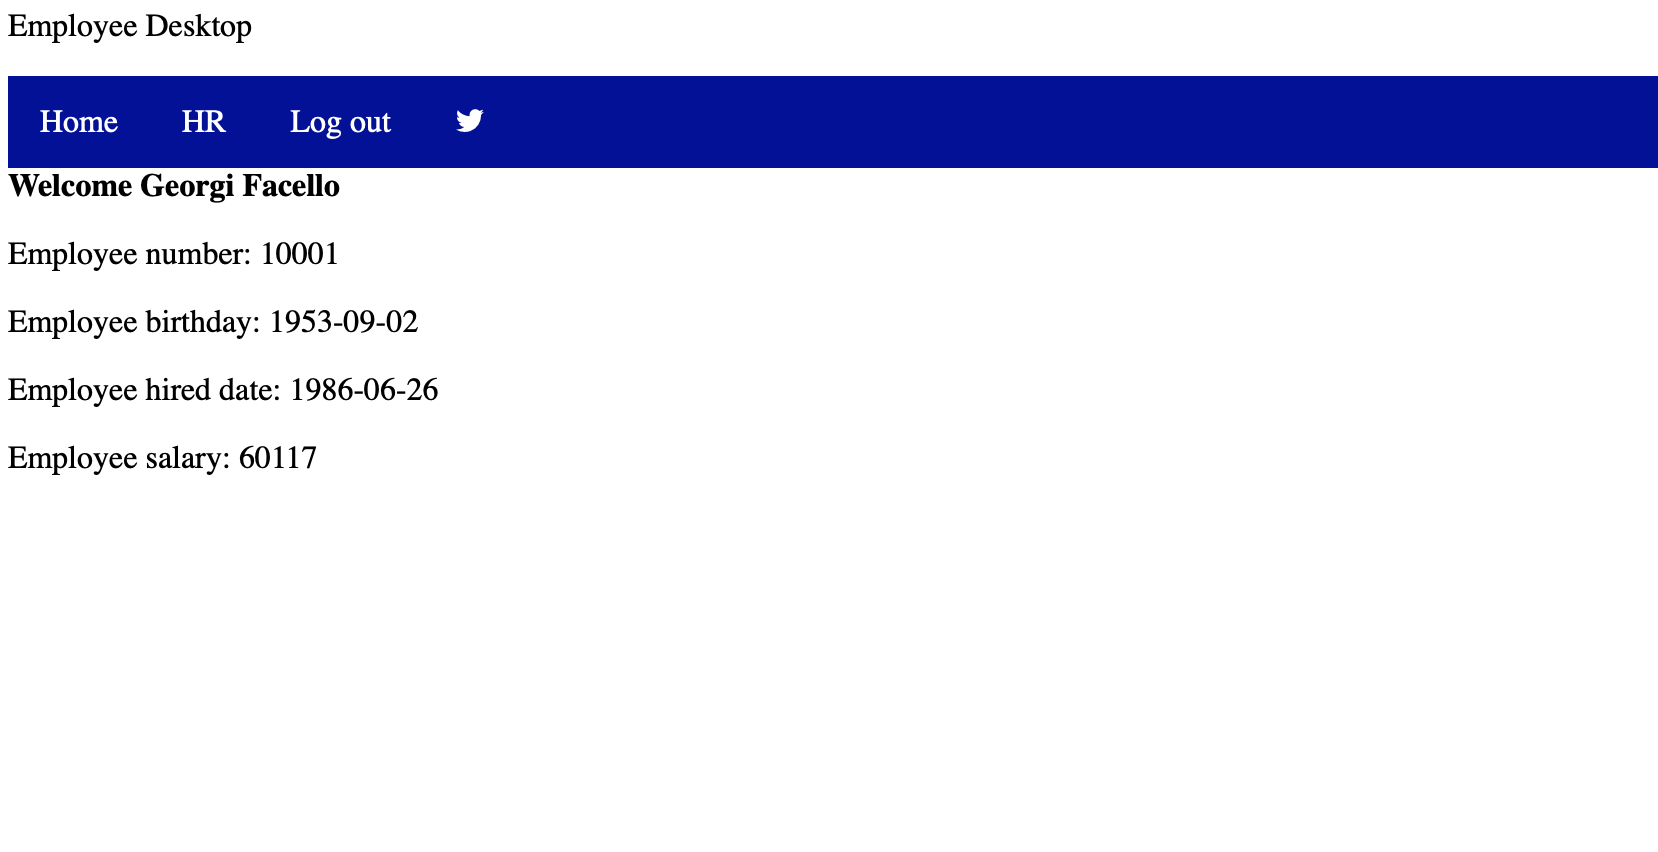 Employee Desktop
Home HR Log out
Welcome Georgi Facello
Employee number: 10001
Employee birthday: 1953-09-02
Employee hired date: 1986-06-26
Employee salary: 60117